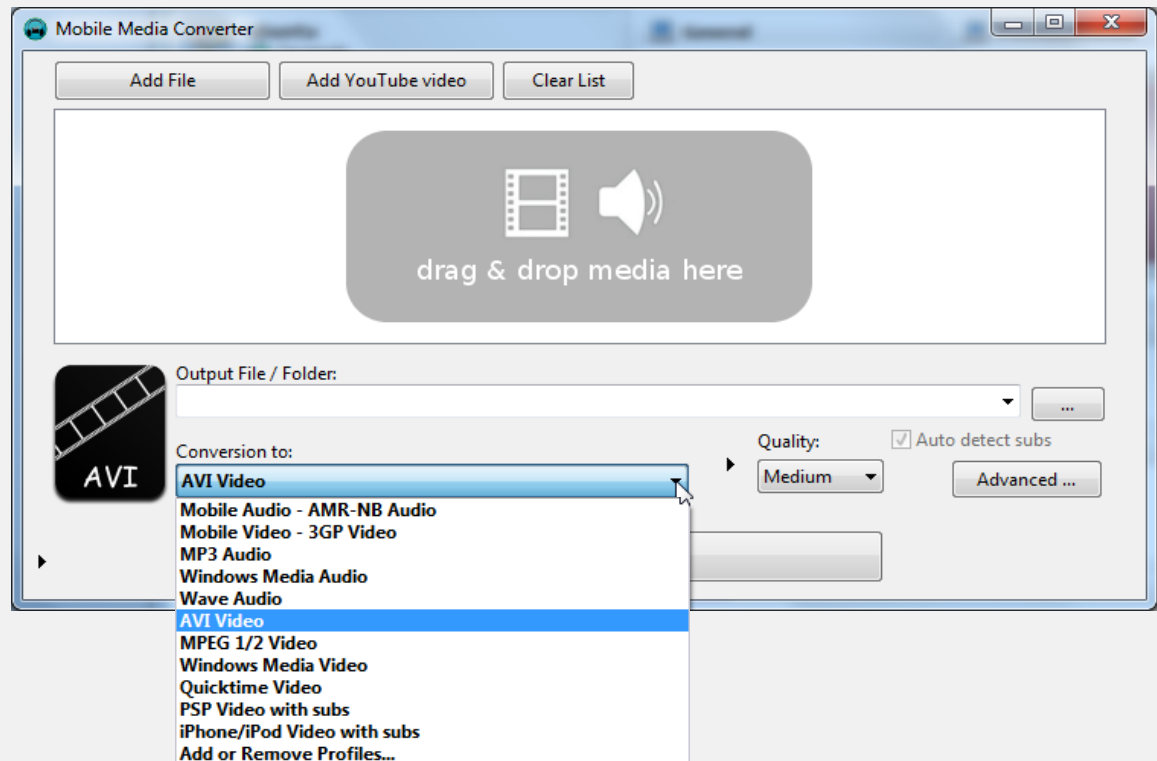 Mobile Media Converter
Add File
Add YouTube video
Clear List
drag & drop media here
Output File / Folder:
...
AVI
Conversion to:
AVI Video
Quality:
Medium
Auto detect subs
Advanced ...
Mobile Audio - AMR-NB Audio
Mobile Video - 3GP Video
MP3 Audio
Windows Media Audio
Wave Audio
AVI Video
MPEG 1/2 Video
Windows Media Video
Quicktime Video
PSP Video with subs
iPhone/iPod Video with subs
Add or Remove Profiles...